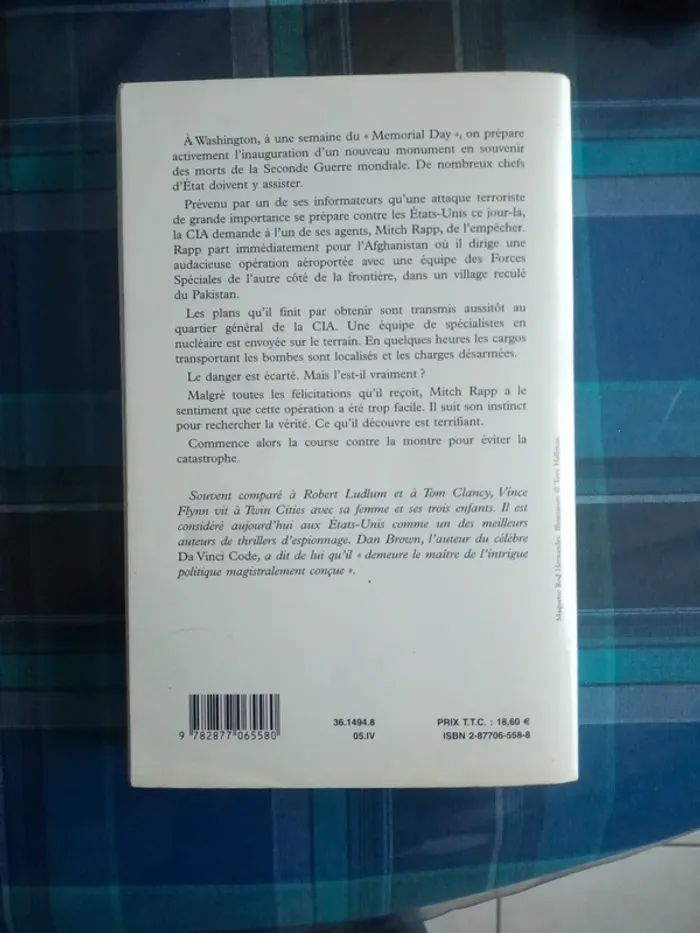 À Washington, à une semaine du « Memorial Day », on prépare
activement l'inauguration d'un nouveau monument en souvenir
des morts de la Seconde Guerre mondiale. De nombreux chefs
d'État doivent y assister.
Prévenu par un de ses informateurs qu'une attaque terroriste
de grande importance se prépare contre les États-Unis ce jour-là,
la CIA demande à l'un de ses agents, Mitch Rapp, de l'empêcher.
Rapp part immédiatement pour l'Afghanistan où il dirige une
audacieuse opération aéroportée avec une équipe des Forces
Spéciales de l'autre côté de la frontière, dans un village reculé
du Pakistan.
Les plans qu'il finit par obtenir sont transmis aussitôt au
quartier général de la CIA. Une équipe de spécialistes en
nucléaire est envoyée sur le terrain. En quelques heures les cargos
transportant les bombes sont localisés et les charges désarmées.
Le danger est écarté. Mais l'est-il vraiment ?
Malgré toutes les félicitations qu'il reçoit, Mitch Rapp a le
sentiment que cette opération a été trop facile. Il suit son instinct
pour rechercher la vérité. Ce qu'il découvre est terrifiant.
Commence alors la course contre la montre pour éviter la
catastrophe.
Souvent comparé à Robert Ludlum et à Tom Clancy, Vince
Flynn vit à Twin Cities avec sa femme et ses trois enfants. Il est
considéré aujourd'hui aux États-Unis comme un des meilleurs
auteurs de thrillers d'espionnage. Dan Brown, l'auteur du célèbre
Da Vinci Code, a dit de lui qu'il « demeure le maître de l'intrigue
politique magistralement conçue ».
Maquette Rod Hernandez. Illustration © Tom Hallman
9 782877 065580
36.1494.8
05.IV
PRIX T.T.C. : 18,60 €
ISBN 2-87706-558-8